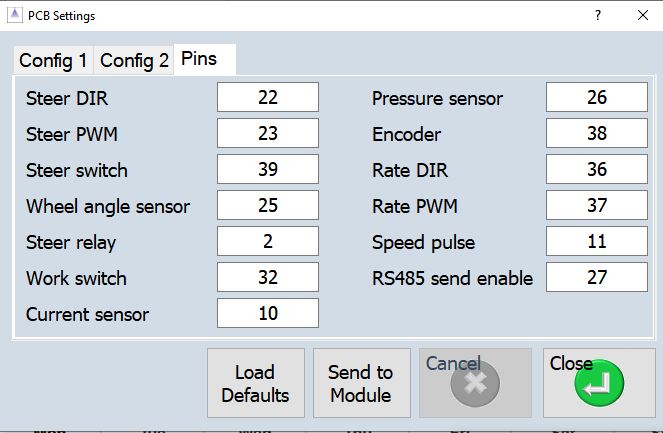 PCB Settings
?
Config 1 Config 2 Pins
Steer DIR 22
Steer PWM 23
Steer switch 39
Wheel angle sensor 25
Steer relay 2
Work switch 32
Current sensor 10
Pressure sensor 26
Encoder 38
Rate DIR 36
Rate PWM 37
Speed pulse 11
RS485 send enable 27
Load
Defaults
Send to
Module
Cancel
Close